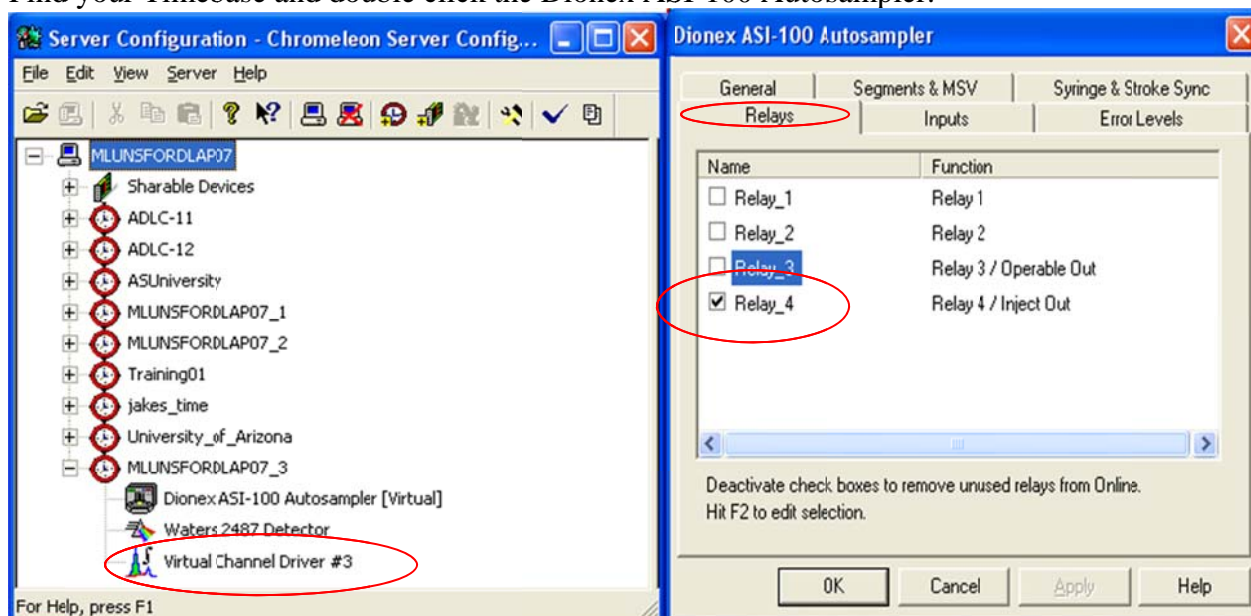 Find your Timebase and double click the Dionex ASI-100 Autosampler.
Server Configuration - Chromeleon Server Config...
File Edit View Server Help
MLUNSFORDLAP07
Sharable Devices
ADLC-11
ADLC-12
ASUniversity
MLUNSFORDLAP07_1
MLUNSFORDLAP07_2
Training01
jakes_time
University_of_Arizona
MLUNSFORDLAP07_3
Dionex ASI-100 Autosampler [Virtual]
Waters 2487 Detector
Virtual Channel Driver #3
For Help, press F1
Dionex ASI-100 Autosampler
General Segments & MSV Syringe & Stroke Sync
Relays Inputs Error Levels
Name Function
Relay_1 Relay 1
Relay_2 Relay 2
Relay_3 Relay 3 / Operable Out
Relay_4 Relay 4 / Inject Out
Deactivate check boxes to remove unused relays from Online.
Hit F2 to edit selection.
OK Cancel Apply Help